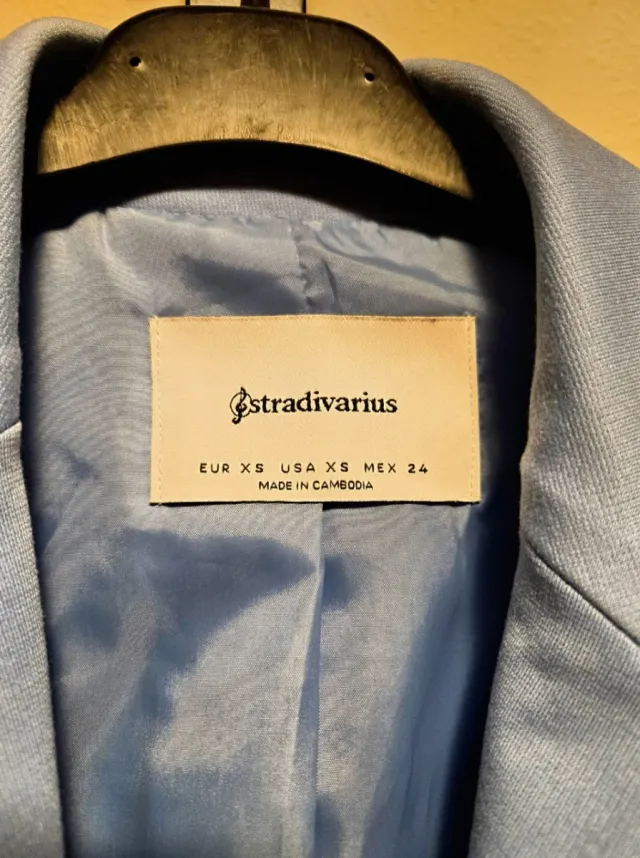 stradivarius
EUR XS USA XS MEX 24
MADE IN CAMBODIA